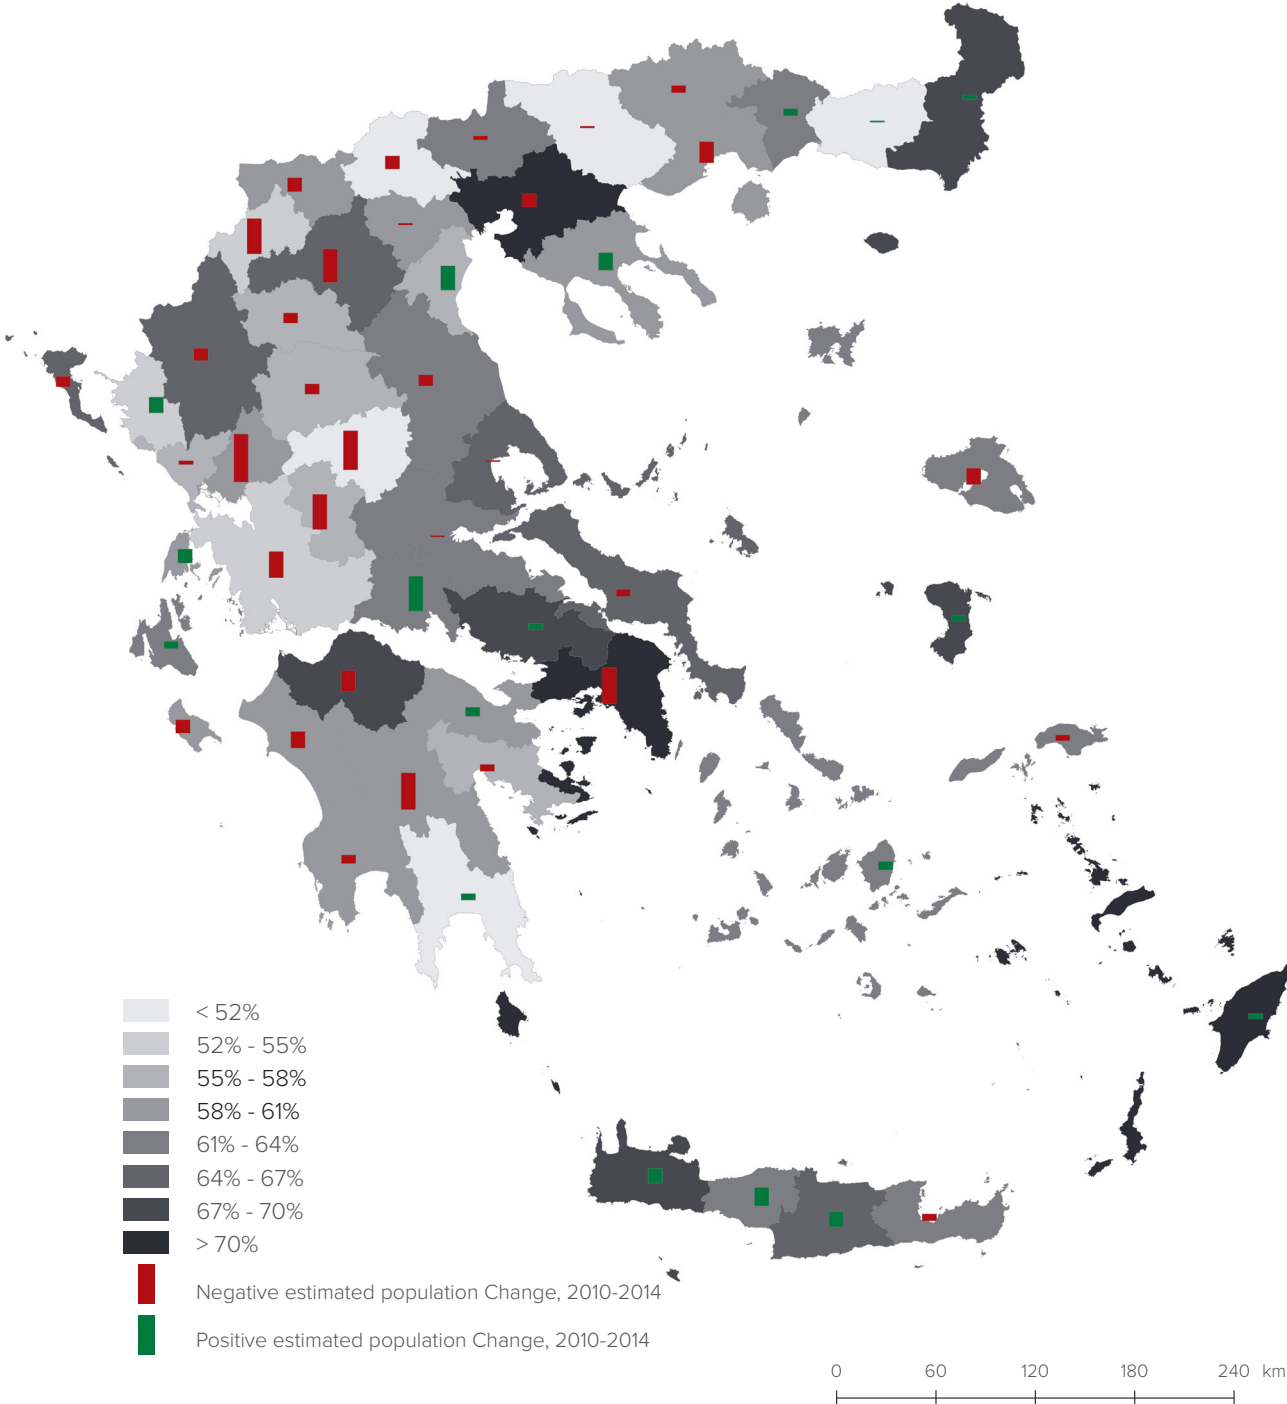 < 52%
52% - 55%
55% - 58%
58% - 61%
61% - 64%
64% - 67%
67% - 70%
> 70%
Negative estimated population Change, 2010-2014
Positive estimated population Change, 2010-2014
0 60 120 180 240 km